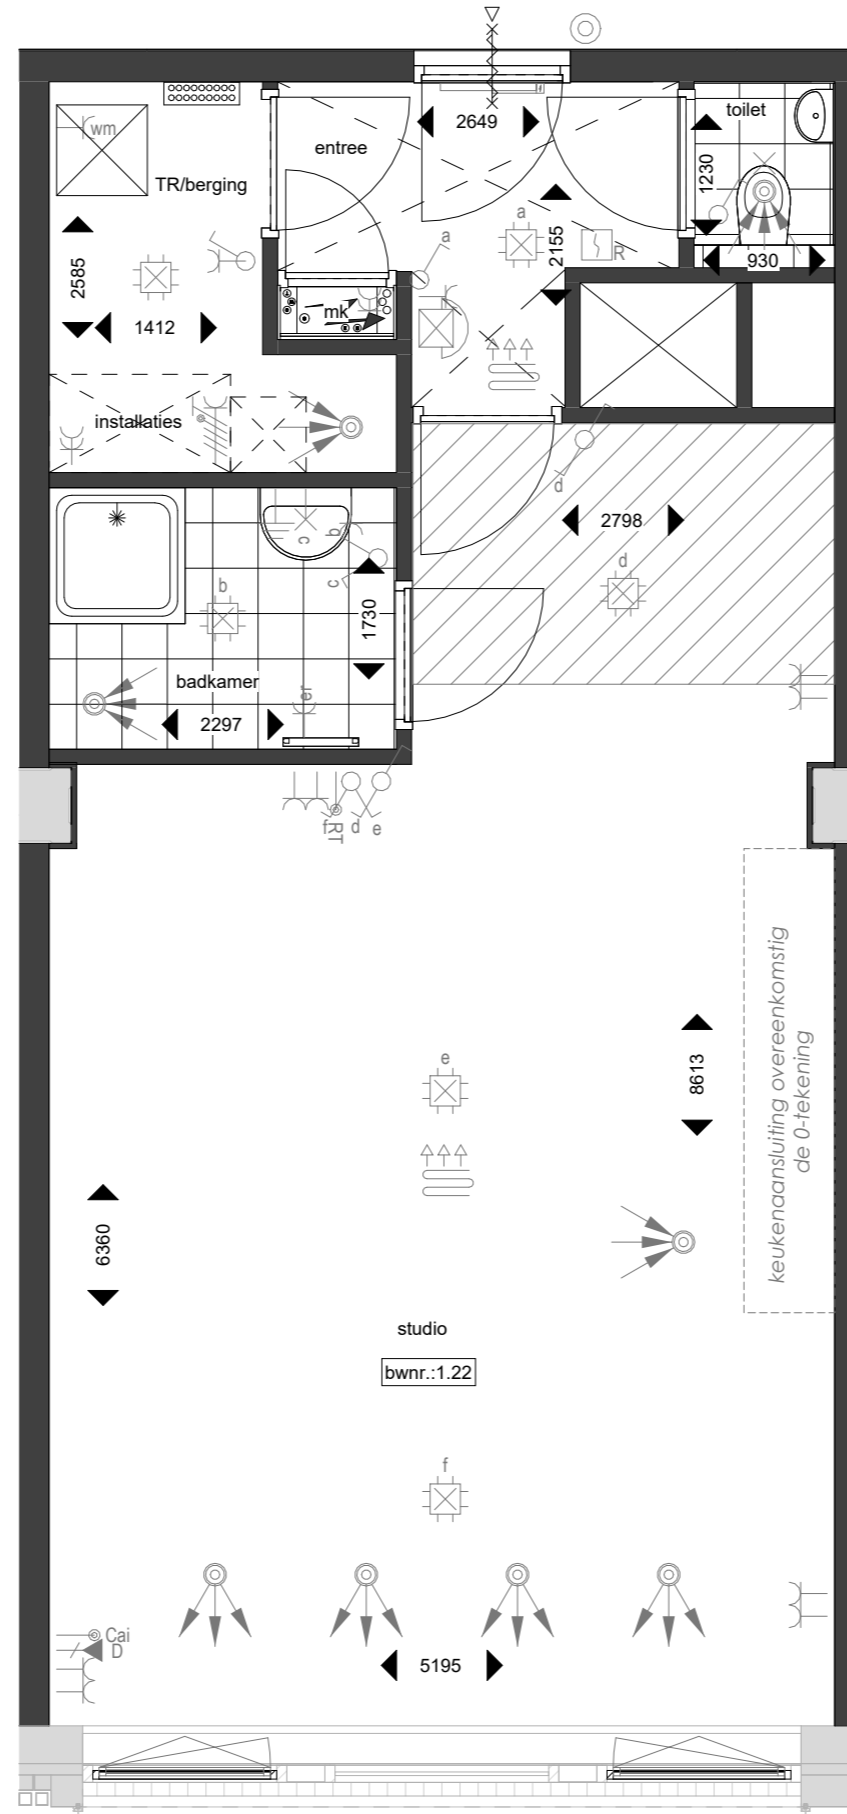 toilet
2649
wm
entree
TR/berging
1230
a
a
2155
R
930
2585
mk
1412
installaties
d
2798
c
b
d
b
c
1730
badkamer
er
2297
f
RT
d
e
keukenaansluiting overeenkomstig
de 0-tekening
e
8613
6360
studio
bwnr.:1.22
f
Cai
D
5195